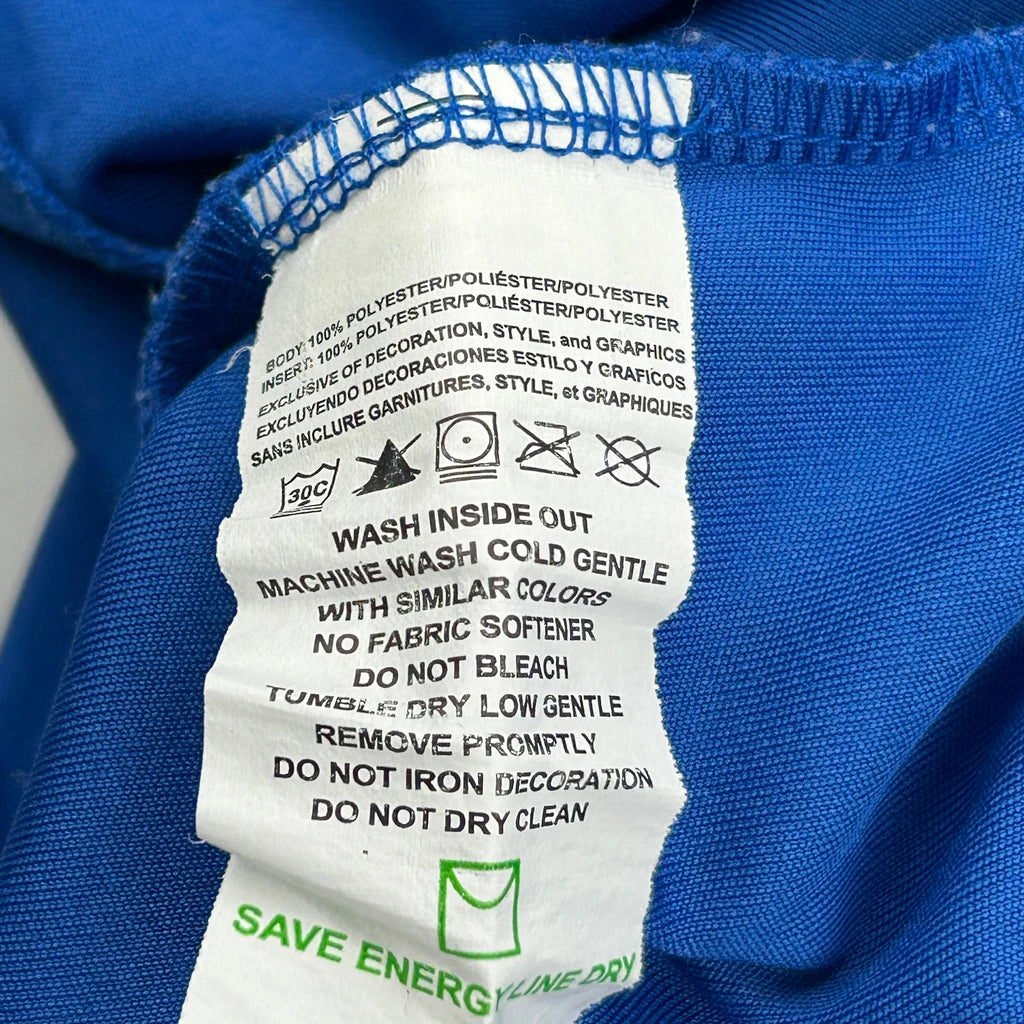 BODY: 100% POLYESTER/POLIÉSTER/POLYESTER
INSERT: 100% POLYESTER/POLIÉSTER/POLYESTER
EXCLUSIVE OF DECORATION, STYLE, and GRAPHICS
EXCLUYENDO DECORACIONES ESTILO Y GRAFICOS
SANS INCLURE GARNITURES, STYLE, et GRAPHIQUES
30C
WASH INSIDE OUT
MACHINE WASH COLD GENTLE
WITH SIMILAR COLORS
NO FABRIC SOFTENER
DO NOT BLEACH
TUMBLE DRY LOW GENTLE
REMOVE PROMPTLY
DO NOT IRON DECORATION
DO NOT DRY CLEAN
SAVE ENERGY LINE DRY